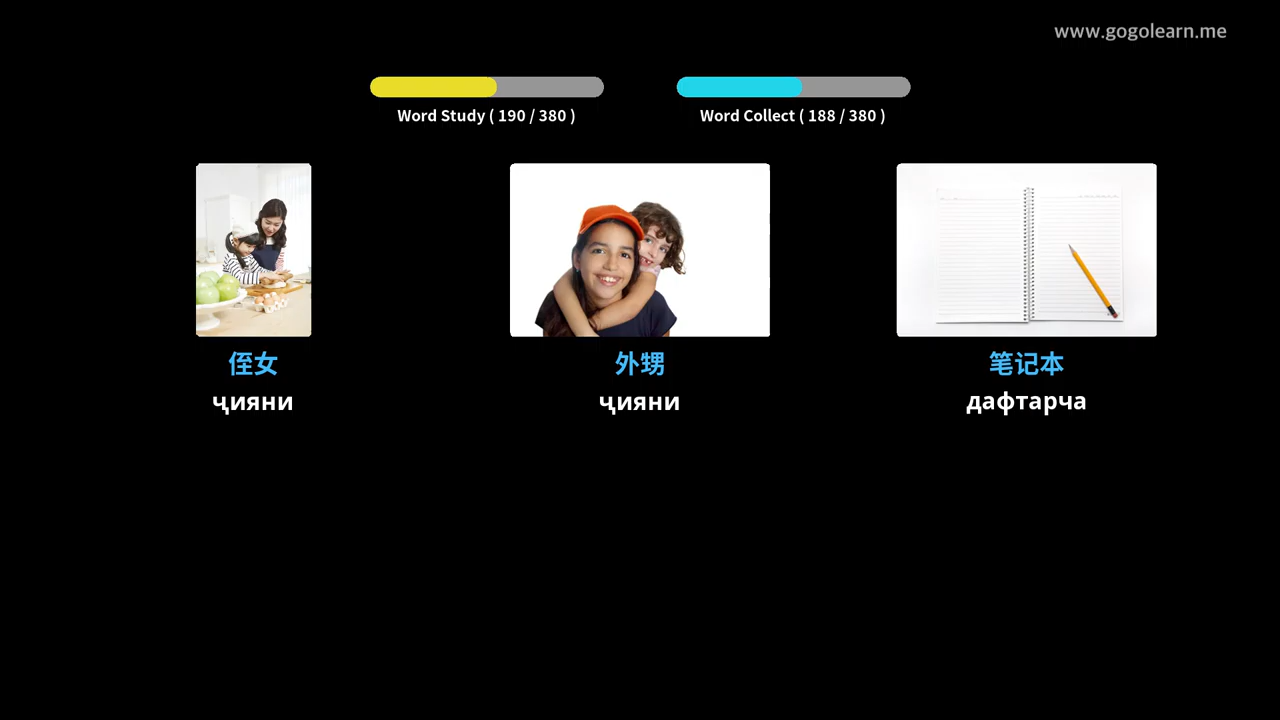 www.gogolearn.me
Word Study ( 190 / 380 )
Word Collect ( 188 / 380 )
侄女
外甥
笔记本
ҷияни
ҷияни
дафтарча